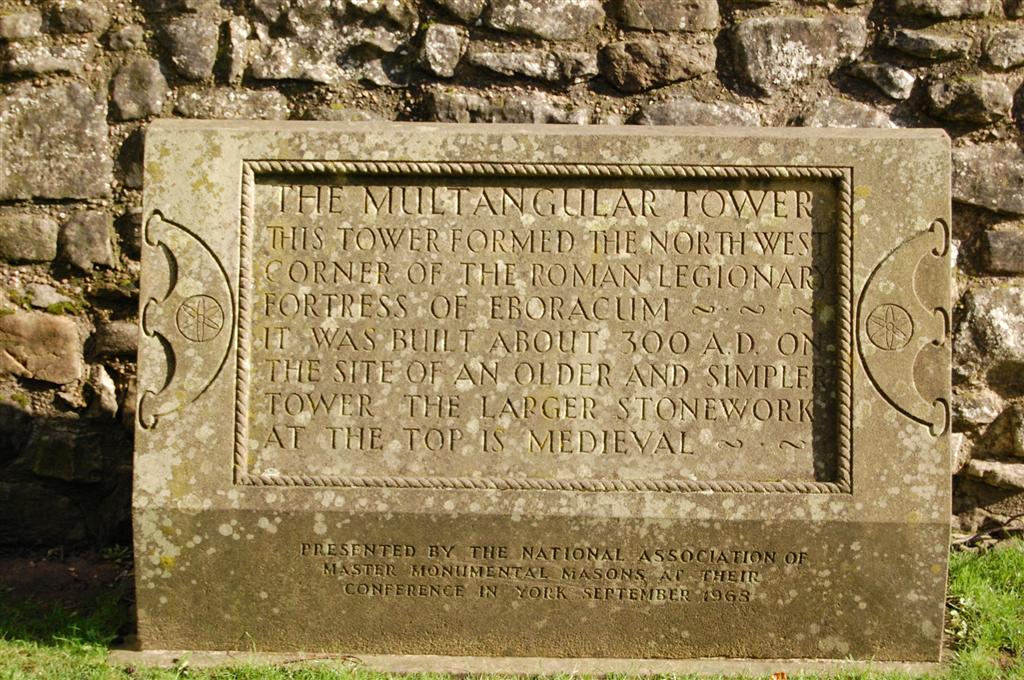 THE MULTANGULAR TOWER
THIS TOWER FORMED THE NORTH WEST
CORNER OF THE ROMAN LEGIONARY
FORTRESS OF EBORACUM ~ · ~ · ~
IT WAS BUILT ABOUT 300 A.D. ON
THE SITE OF AN OLDER AND SIMPLER
TOWER THE LARGER STONEWORK
AT THE TOP IS MEDIEVAL ~ · ~
PRESENTED BY THE NATIONAL ASSOCIATION OF
MASTER MONUMENTAL MASONS, AT THEIR
CONFERENCE IN YORK SEPTEMBER 1963